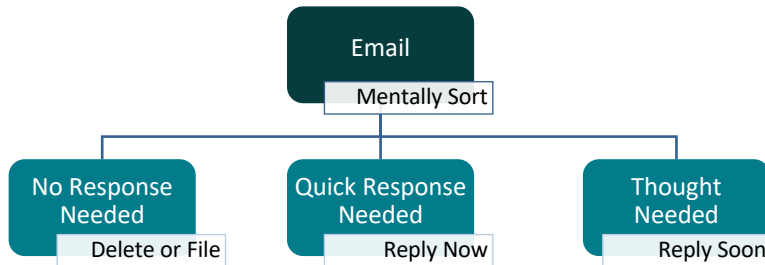 Email
Mentally Sort
No Response
Needed
Delete or File
Quick Response
Needed
Reply Now
Thought
Needed
Reply Soon